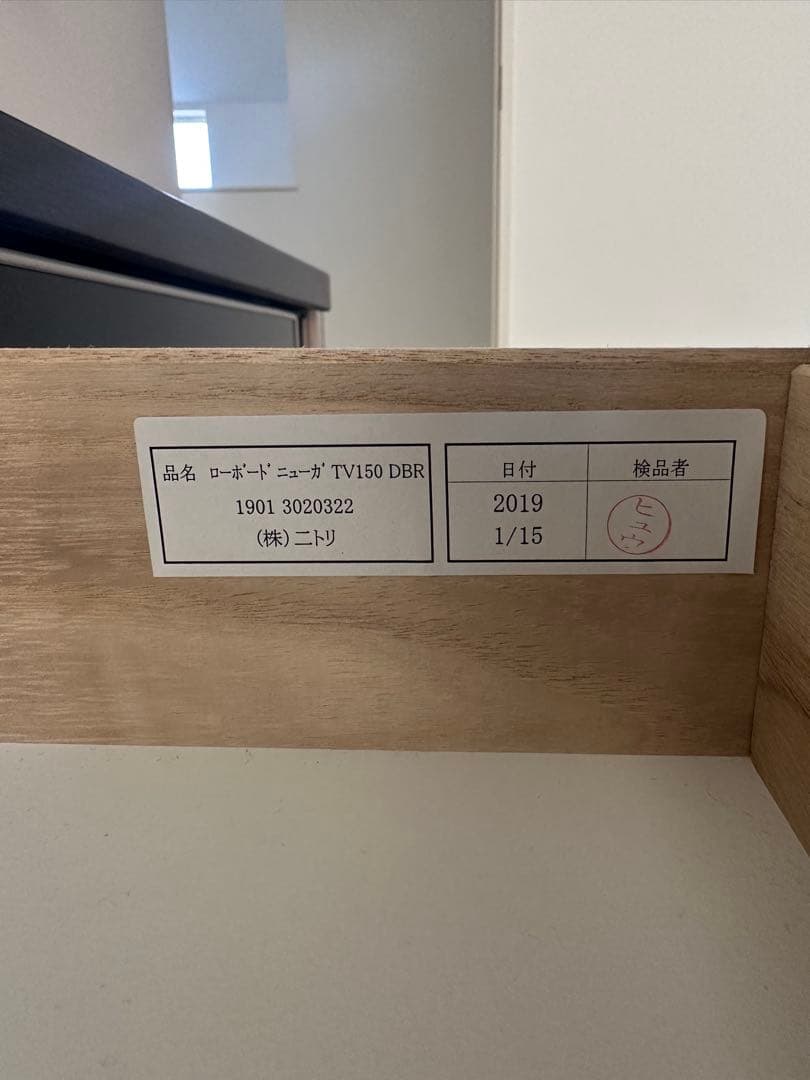 品名 ﾛｰﾎﾞｰﾄﾞ ﾆｭｰｶﾞ TV150 DBR
1901 3020322
(株)ニトリ
日付 検品者
2019
1/15
ヒュウ